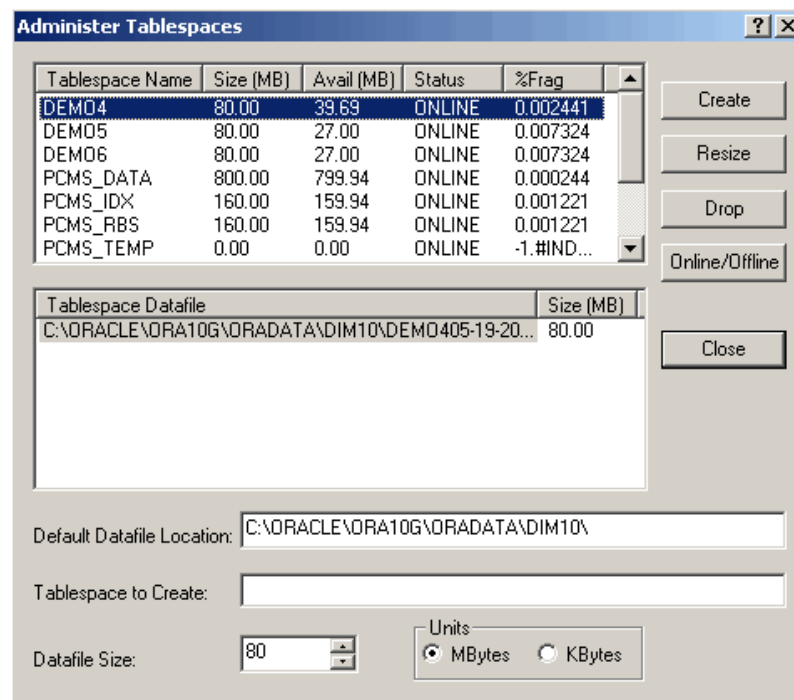 Administer Tablespaces
Tablespace Name Size (MB) Avail (MB) Status %Frag
DEMO4 80.00 39.69 ONLINE 0.002441
DEMO5 80.00 27.00 ONLINE 0.007324
DEMO6 80.00 27.00 ONLINE 0.007324
PCMS_DATA 800.00 799.94 ONLINE 0.000244
PCMS_IDX 160.00 159.94 ONLINE 0.001221
PCMS_RBS 160.00 159.94 ONLINE 0.001221
PCMS_TEMP 0.00 0.00 ONLINE -1.#IND...
Create
Resize
Drop
Online/Offline
Close
Tablespace Datafile Size (MB)
C:\ORACLE\ORA10G\ORADATA\DIM10\DEMO405-19-20... 80.00
Default Datafile Location: C:\ORACLE\ORA10G\ORADATA\DIM10\
Tablespace to Create:
Datafile Size: 80
Units
MBytes KBytes